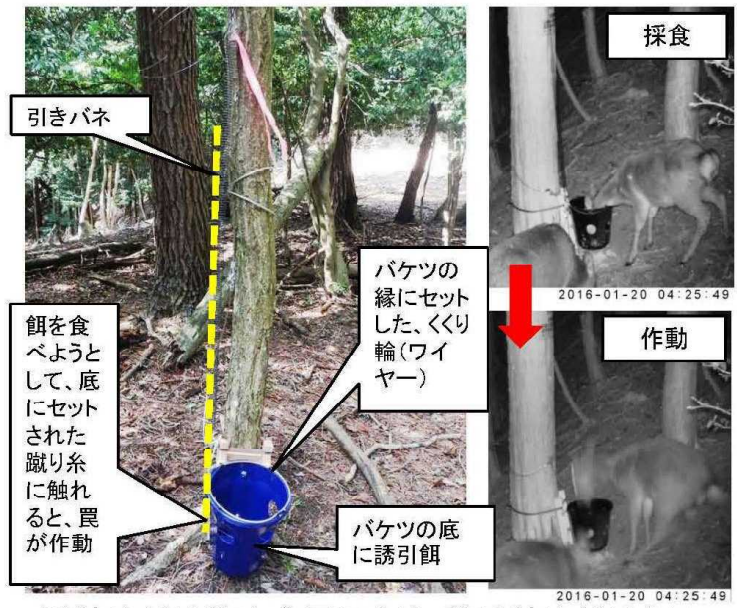 引きバネ
餌を食
べようと
して、底
にセット
された
蹴り糸
に触れ
ると、罠
が作動
バケツの
縁にセット
した、くくり
輪(ワイ
ヤー)
バケツの底
に誘引餌
採食
2016-01-20 04:25:49
作動
2016-01-20 04:25:49